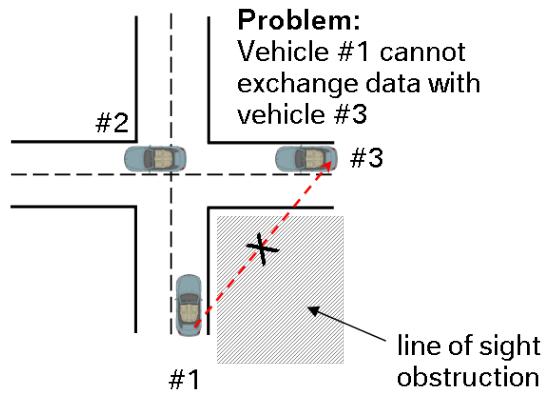 Problem:
Vehicle #1 cannot
exchange data with
vehicle #3
#2
#3
line of sight
obstruction
#1